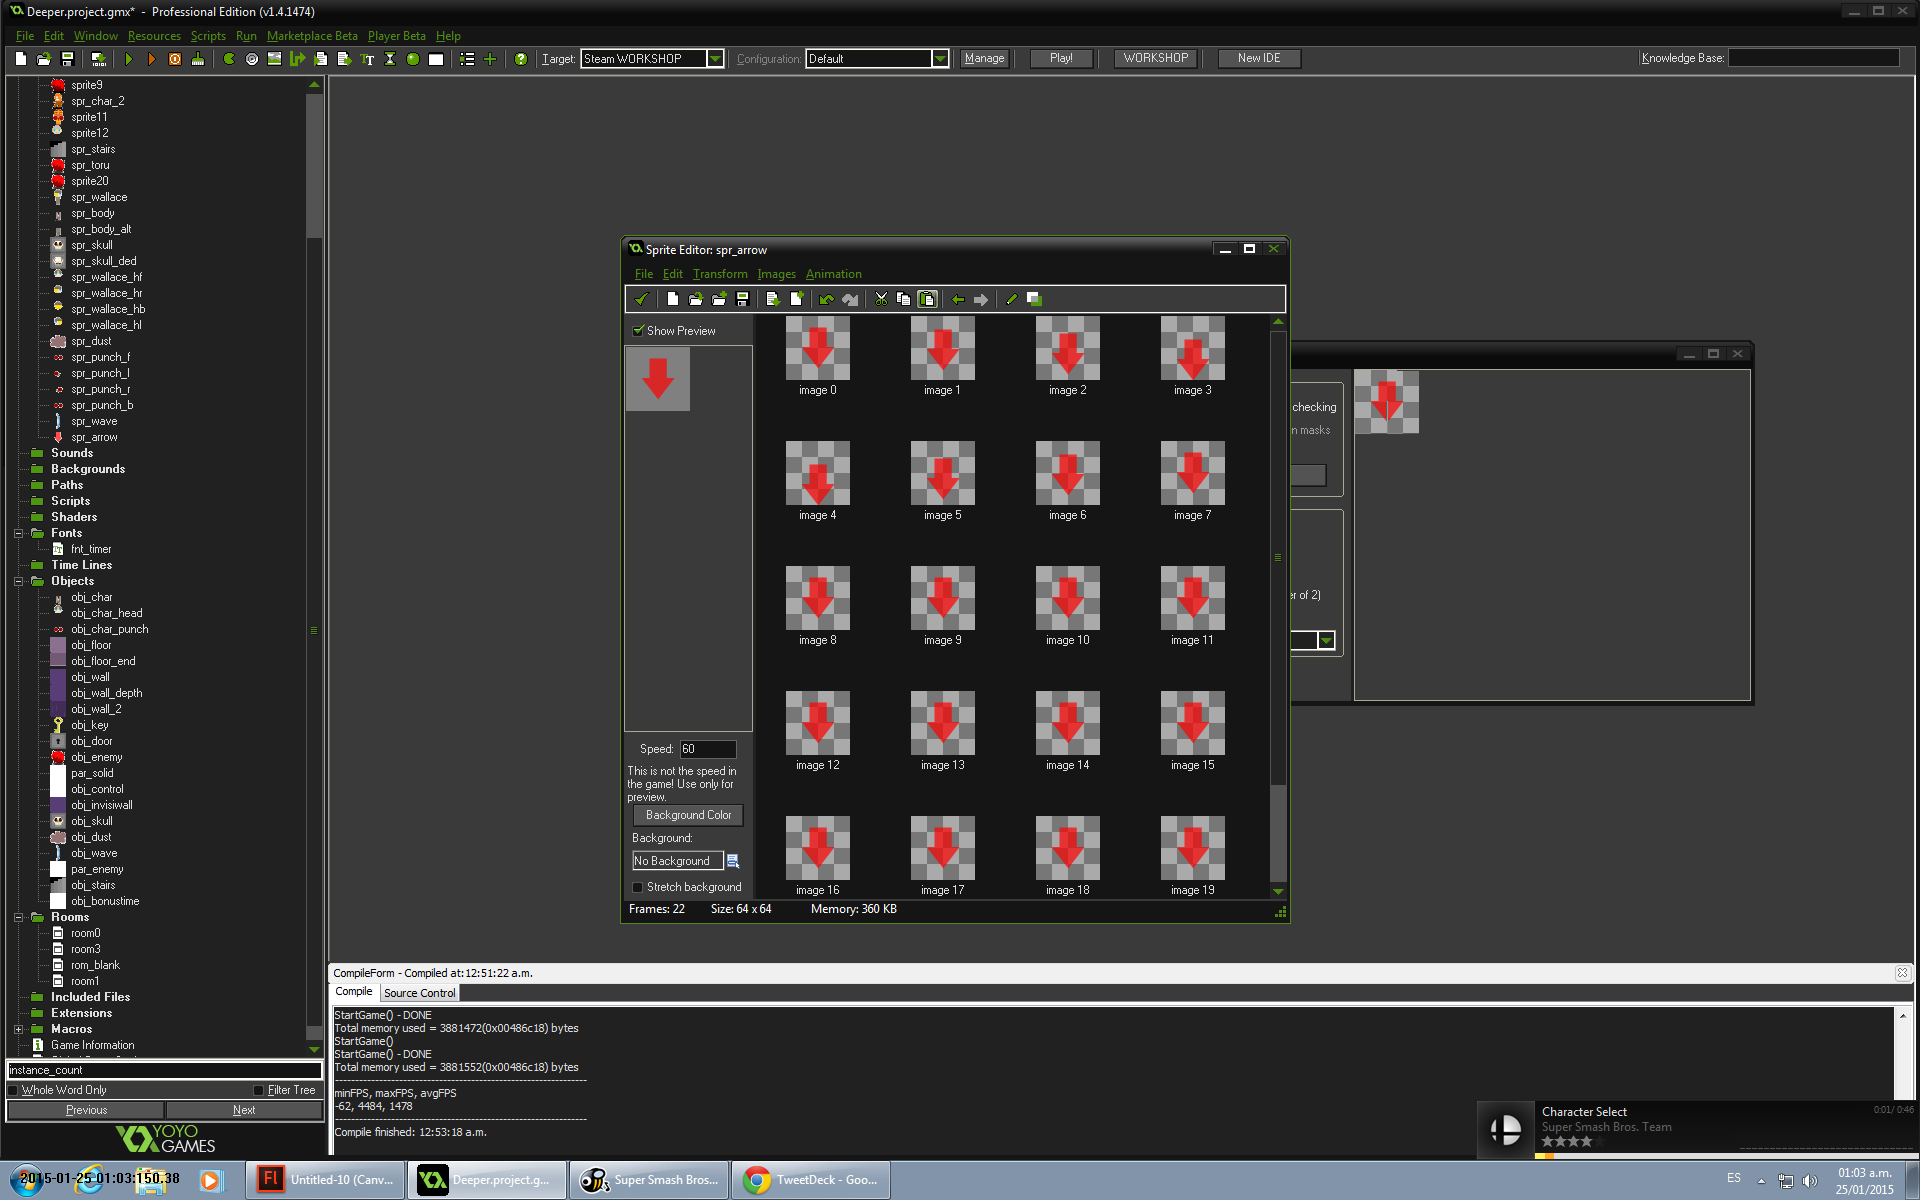 Deeper.project.gmx* - Professional Edition (v1.4.1474)
File Edit Window Resources Scripts Run Marketplace Beta Player Beta Help
Target: Steam WORKSHOP Configuration: Default Manage Play! WORKSHOP New IDE Knowledge Base:
sprite9
spr_char_2
sprite11
sprite12
spr_stairs
spr_toru
sprite20
spr_wallace
spr_body
spr_body_alt
spr_skull
spr_skull_ded
spr_wallace_hf
spr_wallace_hr
spr_wallace_hb
spr_wallace_hl
spr_dust
spr_punch_f
spr_punch_l
spr_punch_r
spr_punch_b
spr_wave
spr_arrow
Sounds
Backgrounds
Paths
Scripts
Shaders
Fonts
fnt_timer
Time Lines
Objects
obj_char
obj_char_head
obj_char_punch
obj_floor
obj_floor_end
obj_wall
obj_wall_depth
obj_wall_2
obj_key
obj_door
obj_enemy
par_solid
obj_control
obj_invisiwall
obj_skull
obj_dust
obj_wave
par_enemy
obj_stairs
obj_bonustime
Rooms
room0
room3
rom_blank
room1
Included Files
Extensions
Macros
Game Information
instance_count
Whole Word Only Filter Tree
Previous Next
YOYO
GAMES
Sprite Editor: spr_arrow
File Edit Transform Images Animation
Show Preview
image 0 image 1 image 2 image 3
image 4 image 5 image 6 image 7
image 8 image 9 image 10 image 11
image 12 image 13 image 14 image 15
image 16 image 17 image 18 image 19
Speed: 60
This is not the speed in
the game! Use only for
preview.
Background Color
Background:
No Background
Stretch background
Frames: 22 Size: 64 x 64 Memory: 360 KB
checking
n masks
er of 2)
CompileForm - Compiled at:12:51:22 a.m.
Compile Source Control
StartGame() - DONE
Total memory used = 3881472(0x00486c18) bytes
StartGame()
StartGame() - DONE
Total memory used = 3881552(0x00486c18) bytes
minFPS, maxFPS, avgFPS
-62, 4484, 1478
Compile finished: 12:53:18 a.m.
Character Select 0:01/ 0:46
Super Smash Bros. Team
2015-01-25 01:03:150.38
Untitled-10 (Canv... Deeper.project.g... Super Smash Bros... TweetDeck - Goo...
ES
01:03 a.m.
25/01/2015